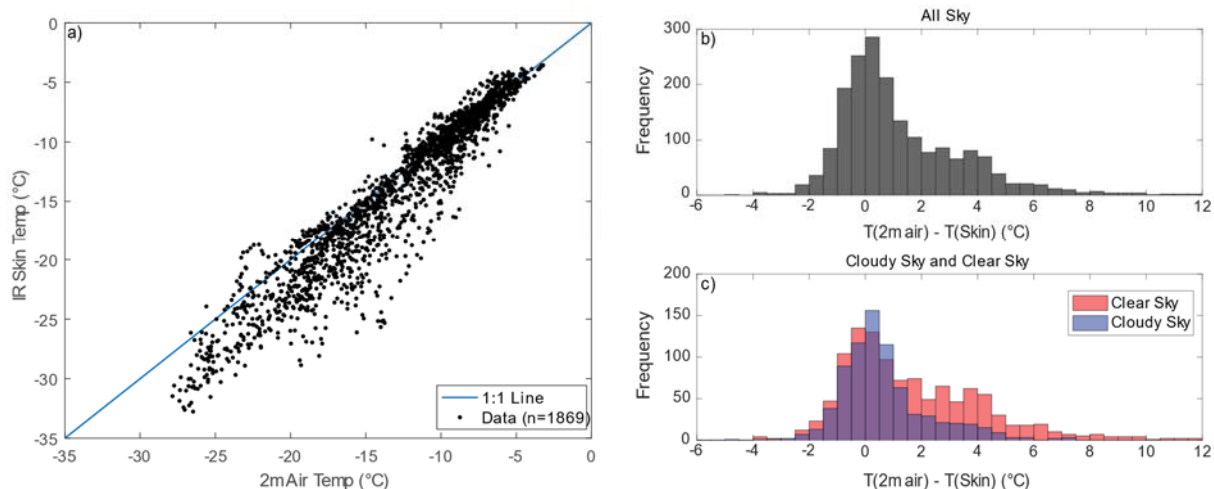 a)
0
-5
-10
-15
-20
-25
-30
-35
IR Skin Temp (°C)
-35 -30 -25 -20 -15 -10 -5 0
2mAir Temp (°C)
1:1 Line
Data (n=1869)
All Sky
b)
300
200
100
0
Frequency
-6 -4 -2 0 2 4 6 8 10 12
T(2m air) - T(Skin) (°C)
Cloudy Sky and Clear Sky
c)
200
150
100
50
0
Frequency
Clear Sky
Cloudy Sky
-6 -4 -2 0 2 4 6 8 10 12
T(2m air) - T(Skin) (°C)